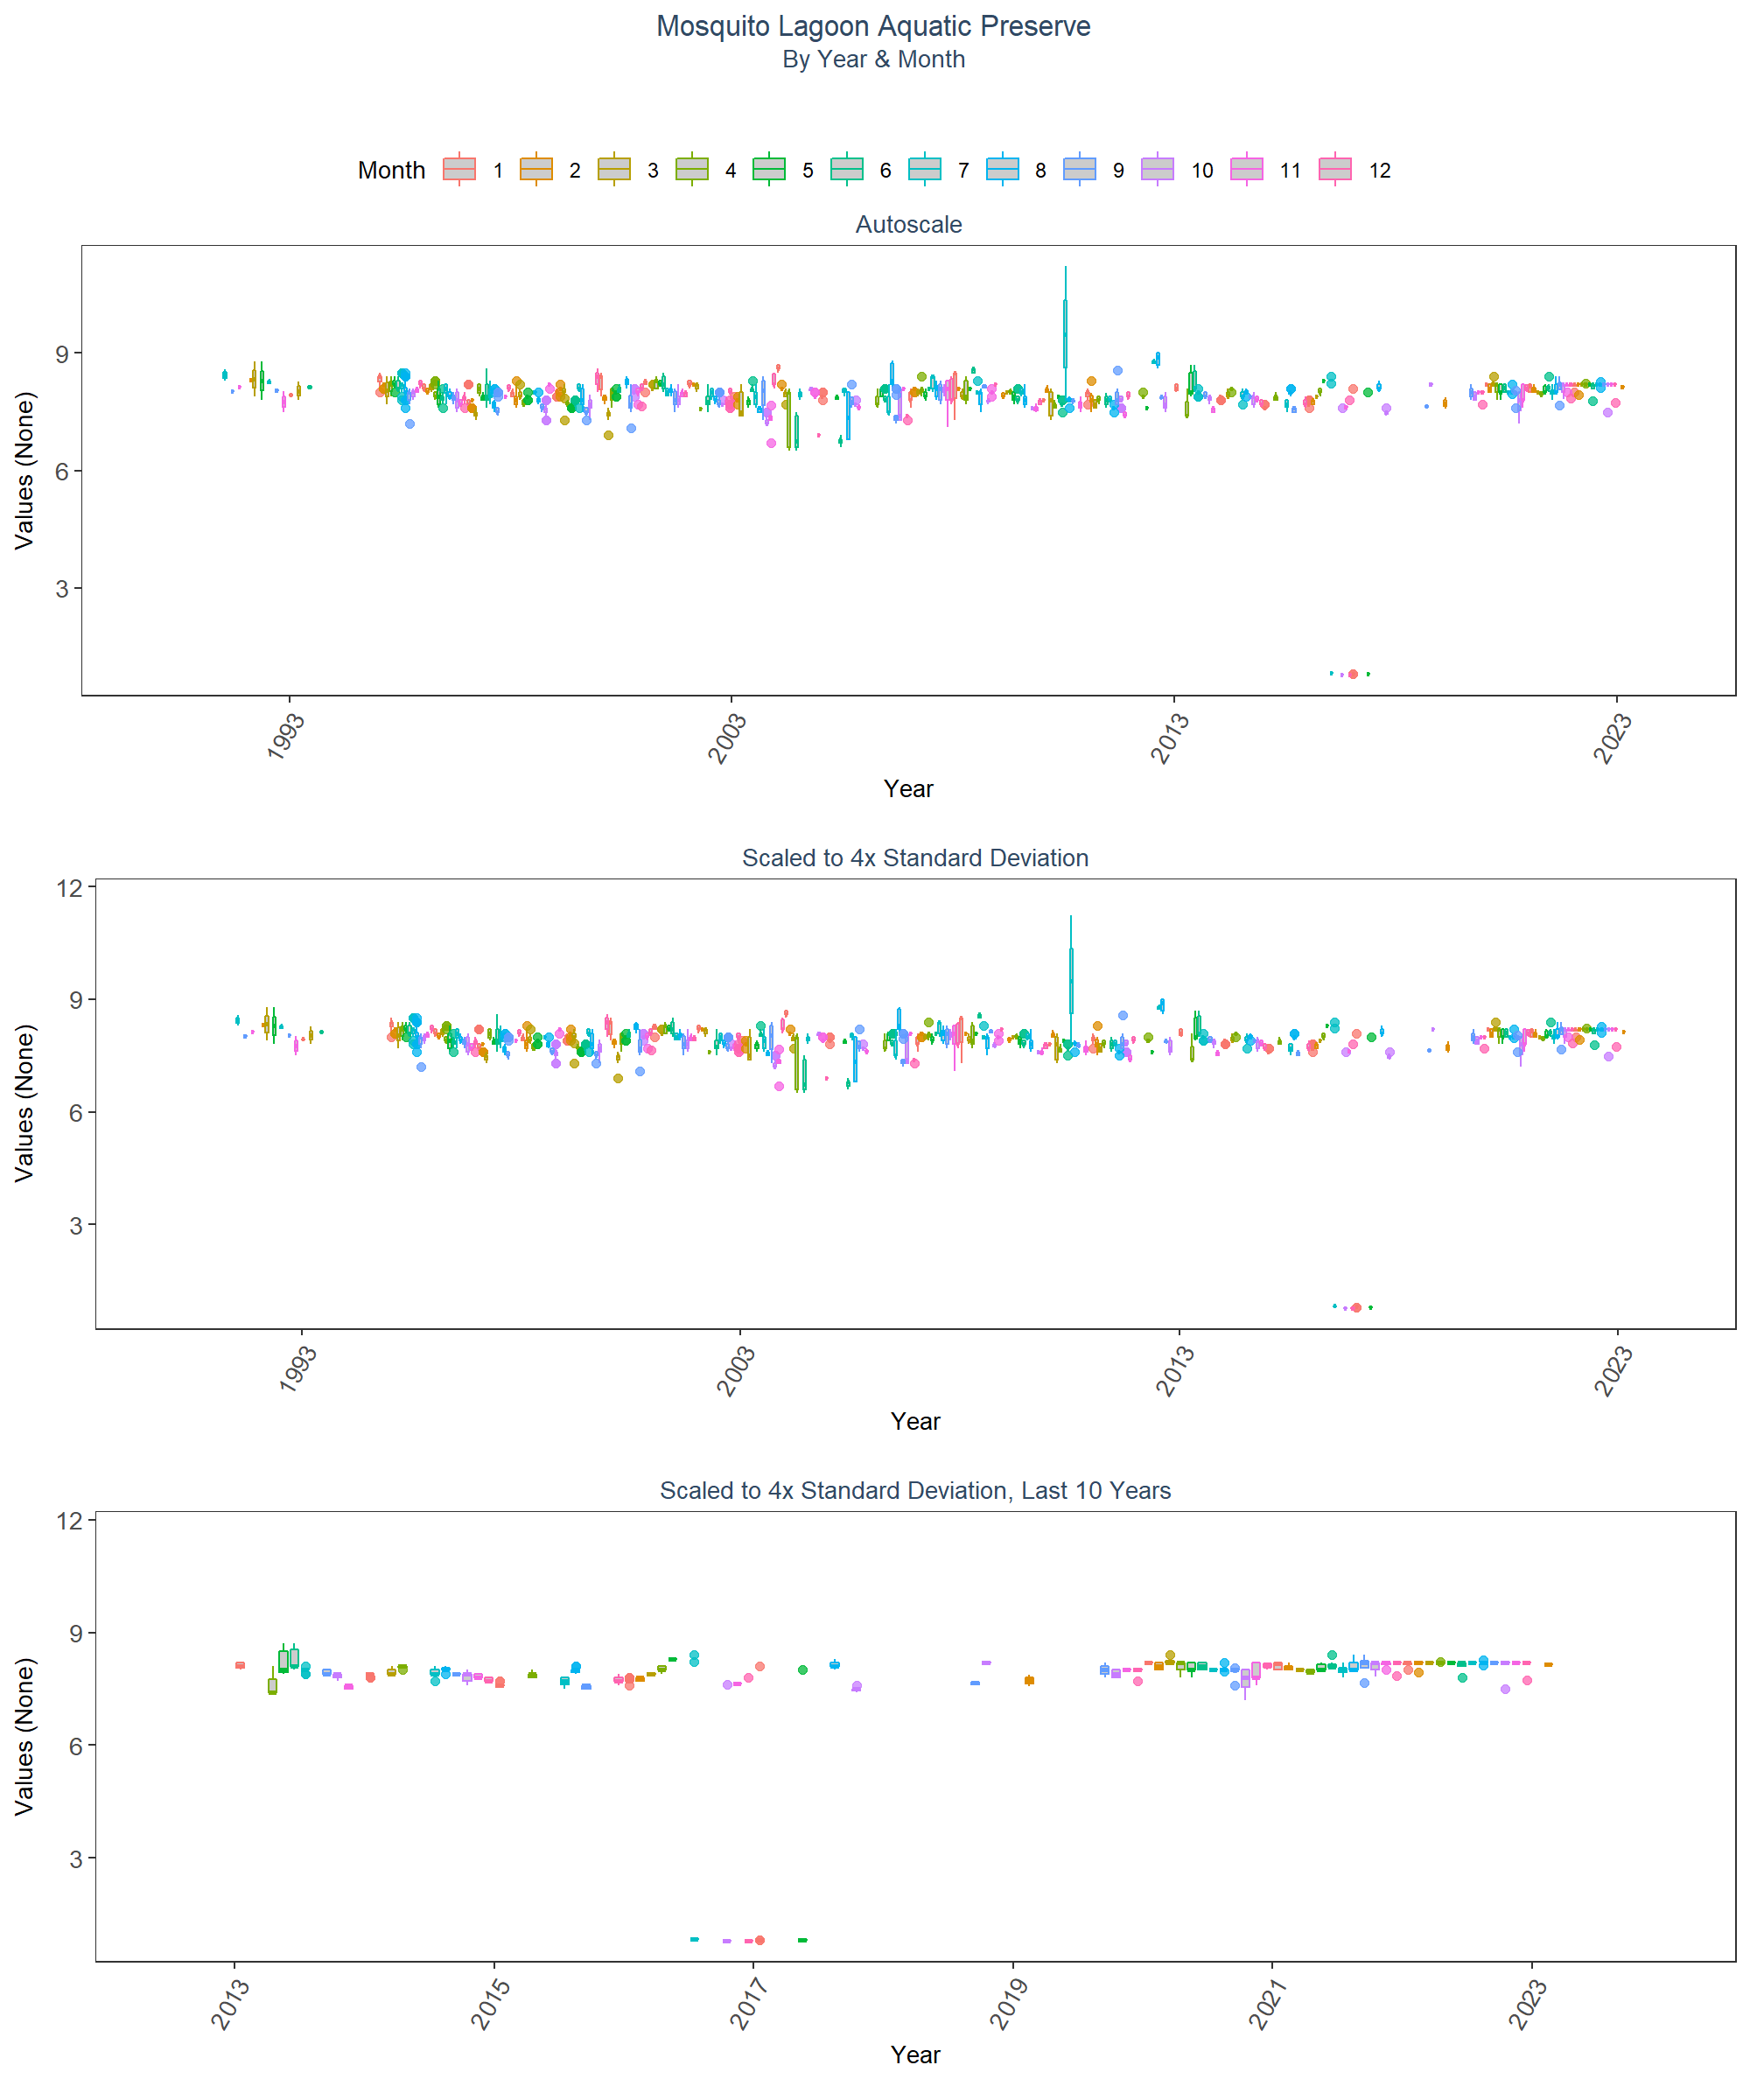 Mosquito Lagoon Aquatic Preserve
By Year & Month
Month 1 2 3 4 5 6 7 8 9 10 11 12
Autoscale
Values (None)
9
6
3
1993 2003 2013 2023
Year
Scaled to 4x Standard Deviation
Values (None)
12
9
6
3
1993 2003 2013 2023
Year
Scaled to 4x Standard Deviation, Last 10 Years
Values (None)
12
9
6
3
2013 2015 2017 2019 2021 2023
Year